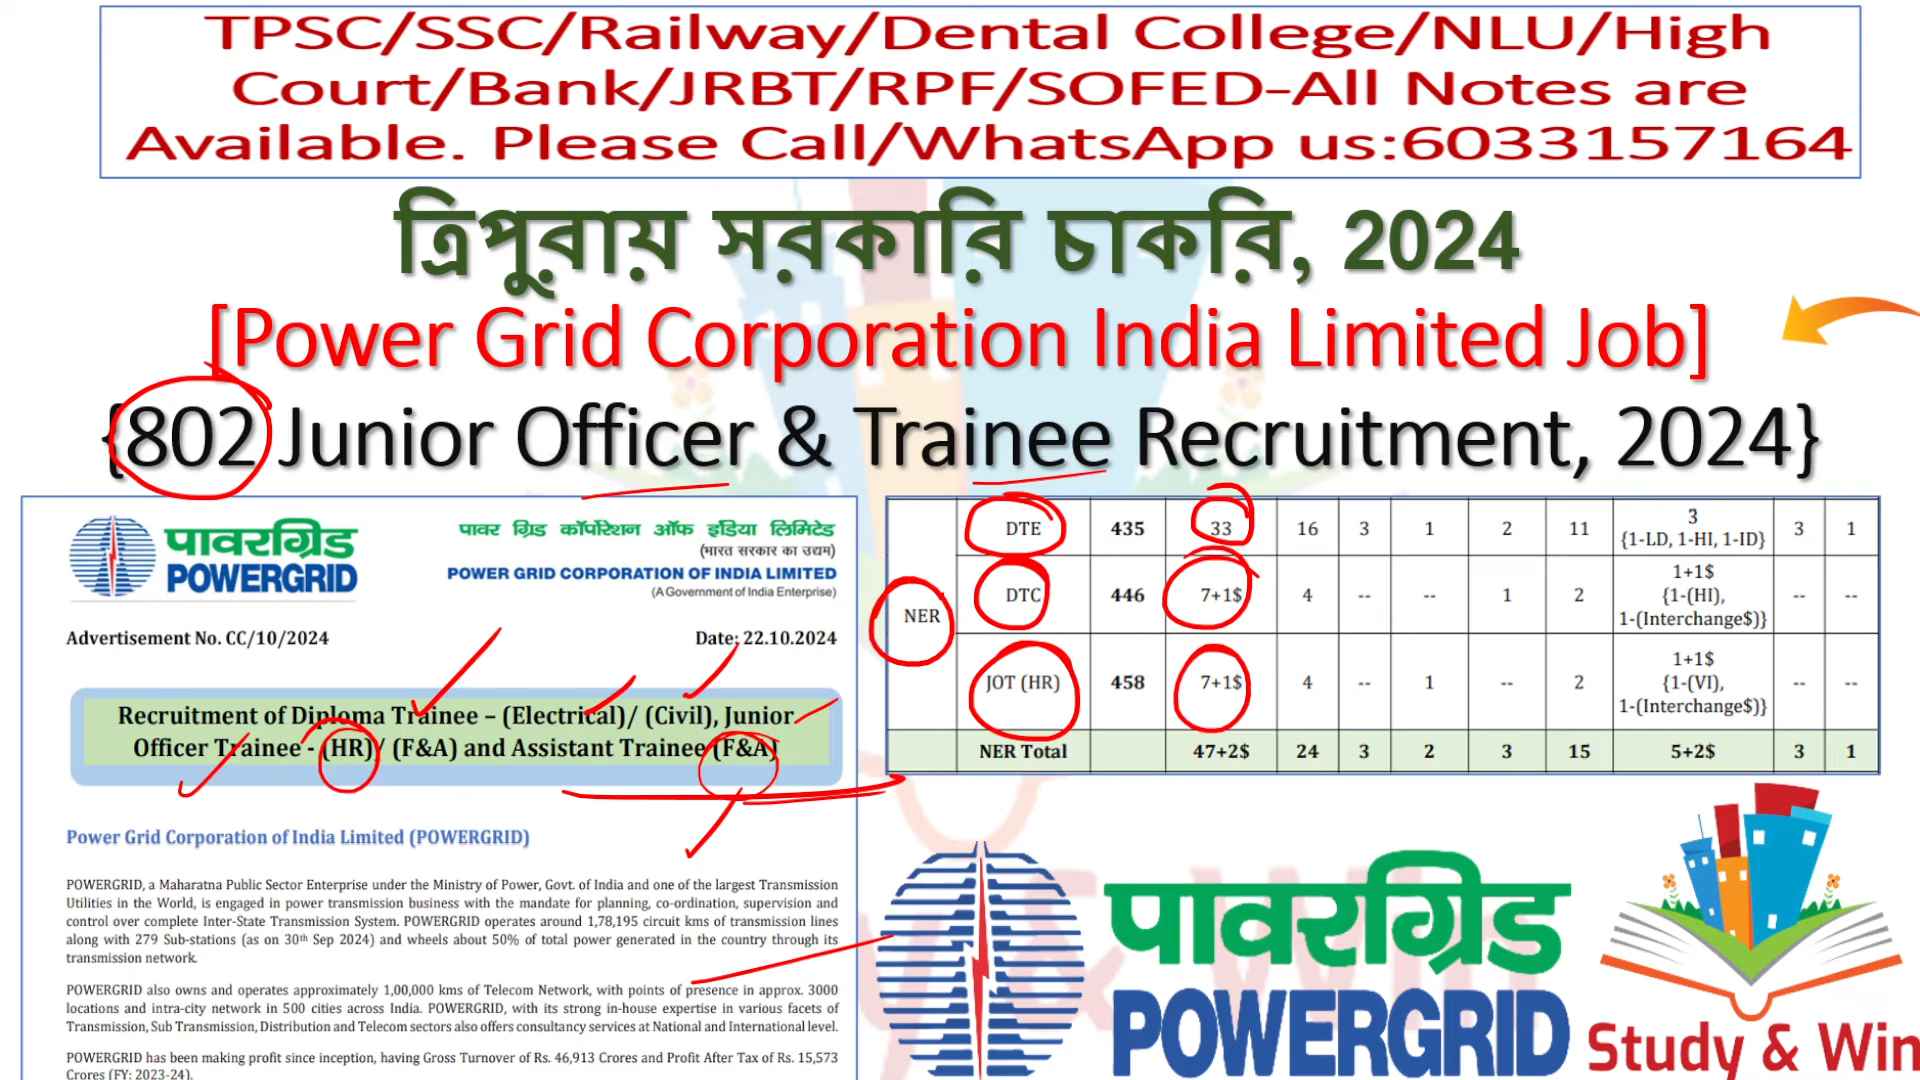 TPSC/SSC/Railway/Dental College/NLU/High
Court/Bank/JRBT/RPF/SOFED-All Notes are
Available. Please Call/WhatsApp us:6033157164
ত্রিপুরায় সরকারি চাকরি, 2024
[Power Grid Corporation India Limited Job]
{802 Junior Officer & Trainee Recruitment, 2024}
पावरग्रिड
POWERGRID
पावर ग्रिड कॉर्पोरेशन ऑफ इंडिया लिमिटेड
(भारत सरकार का उद्यम)
POWER GRID CORPORATION OF INDIA LIMITED
(A Government of India Enterprise)
Advertisement No. CC/10/2024 Date: 22.10.2024
Recruitment of Diploma Trainee – (Electrical)/ (Civil), Junior
Officer Trainee - (HR)/ (F&A) and Assistant Trainee (F&A)
Power Grid Corporation of India Limited (POWERGRID)
POWERGRID, a Maharatna Public Sector Enterprise under the Ministry of Power, Govt. of India and one of the largest Transmission
Utilities in the World, is engaged in power transmission business with the mandate for planning, co-ordination, supervision and
control over complete Inter-State Transmission System. POWERGRID operates around 1,78,195 circuit kms of transmission lines
along with 279 Sub-stations (as on 30th Sep 2024) and wheels about 50% of total power generated in the country through its
transmission network.
POWERGRID also owns and operates approximately 1,00,000 kms of Telecom Network, with points of presence in approx. 3000
locations and intra-city network in 500 cities across India. POWERGRID, with its strong in-house expertise in various facets of
Transmission, Sub Transmission, Distribution and Telecom sectors also offers consultancy services at National and International level.
POWERGRID has been making profit since inception, having Gross Turnover of Rs. 46,913 Crores and Profit After Tax of Rs. 15,573
Crores (FY: 2023-24).
NER
DTE 435 33 16 3 1 2 11 3 {1-LD, 1-HI, 1-ID} 3 1
DTC 446 7+1$ 4 -- -- 1 2 1+1$ {1-(HI), 1-(Interchange$)} -- --
JOT (HR) 458 7+1$ 4 -- 1 -- 2 1+1$ {1-(VI), 1-(Interchange$)} -- --
NER Total 47+2$ 24 3 2 3 15 5+2$ 3 1
पावरग्रिड
POWERGRID
Study & Win